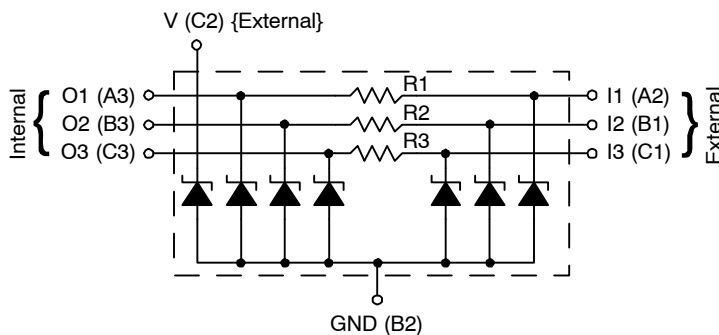 V (C2) {External}
R1
O1 (A3)
I1 (A2)
R2
O2 (B3)
I2 (B1)
R3
O3 (C3)
I3 (C1)
Internal
External
GND (B2)